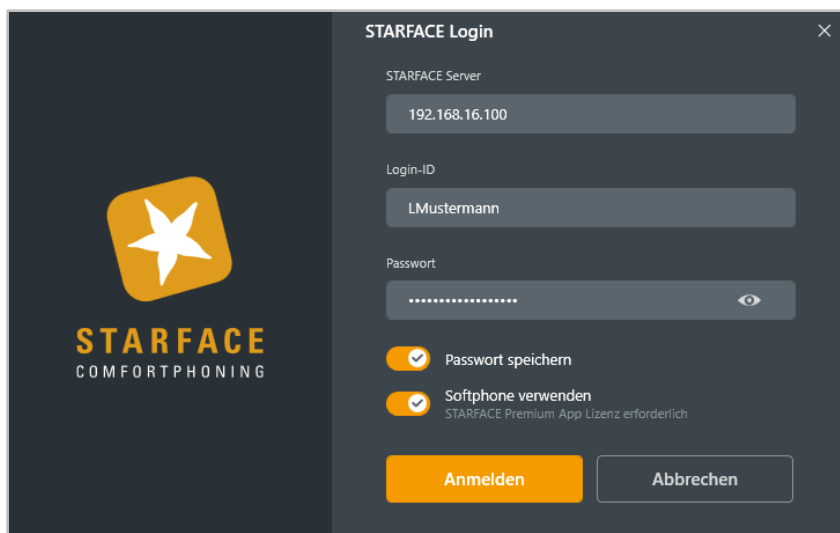 STARFACE
COMFORTPHONING
STARFACE Login
STARFACE Server
192.168.16.100
Login-ID
LMustermann
Passwort
••••••••••••••••••
Passwort speichern
Softphone verwenden
STARFACE Premium App Lizenz erforderlich
Anmelden
Abbrechen